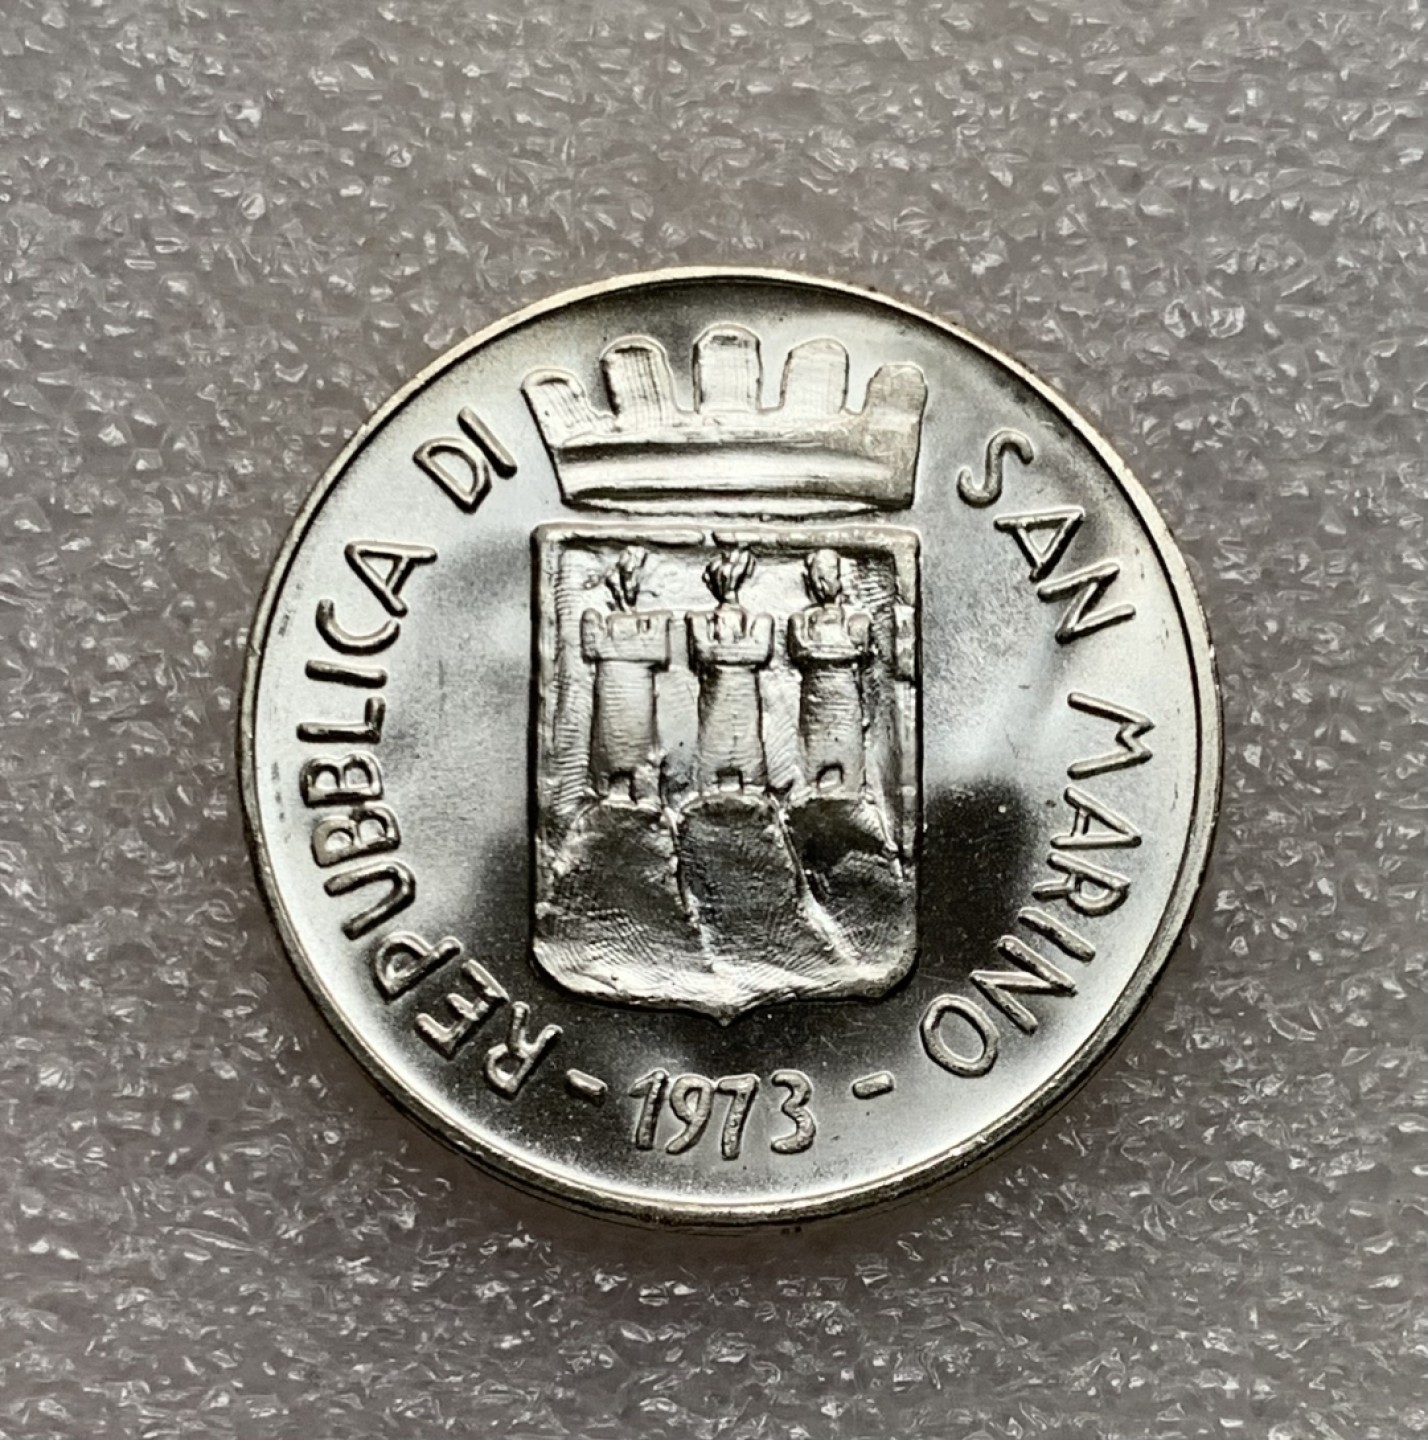 REPUBBLICA DI SAN MARINO
- 1973 -